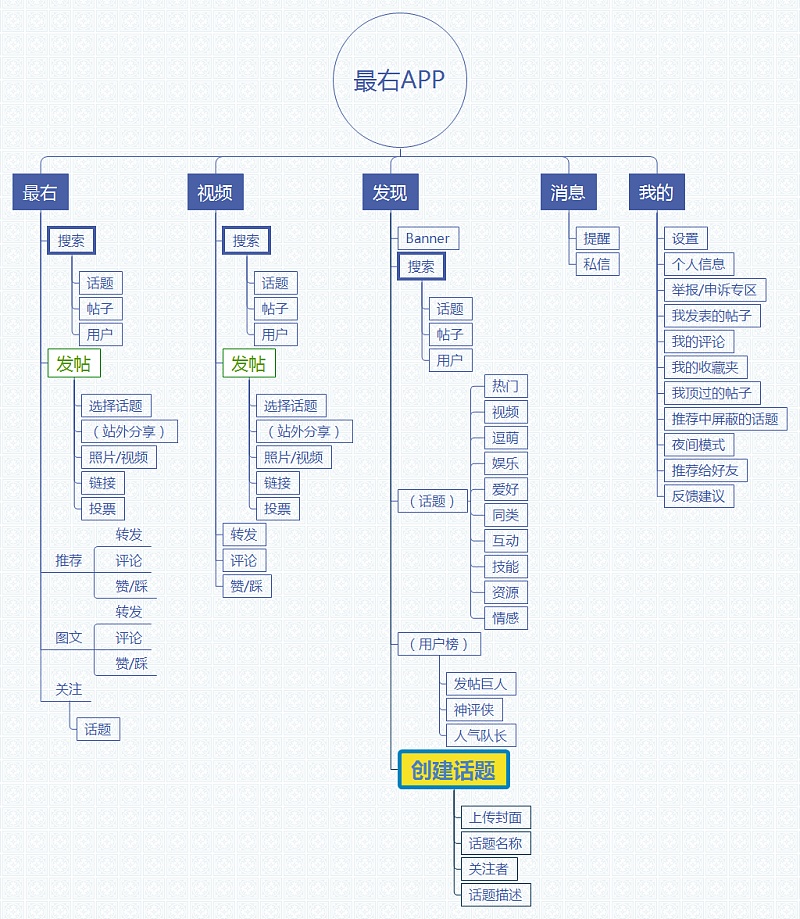 最右APP
最右
搜索
话题
帖子
用户
发帖
选择话题
（站外分享）
照片/视频
链接
投票
推荐
转发
评论
赞/踩
图文
转发
评论
赞/踩
关注
话题
视频
搜索
话题
帖子
用户
发帖
选择话题
（站外分享）
照片/视频
链接
投票
转发
评论
赞/踩
发现
Banner
搜索
话题
帖子
用户
（话题）
热门
视频
逗萌
娱乐
爱好
同类
互动
技能
资源
情感
（用户榜）
发帖巨人
神评侠
人气队长
创建话题
上传封面
话题名称
关注者
话题描述
消息
提醒
私信
我的
设置
个人信息
举报/申诉专区
我发表的帖子
我的评论
我的收藏夹
我顶过的帖子
推荐中屏蔽的话题
夜间模式
推荐给好友
反馈建议